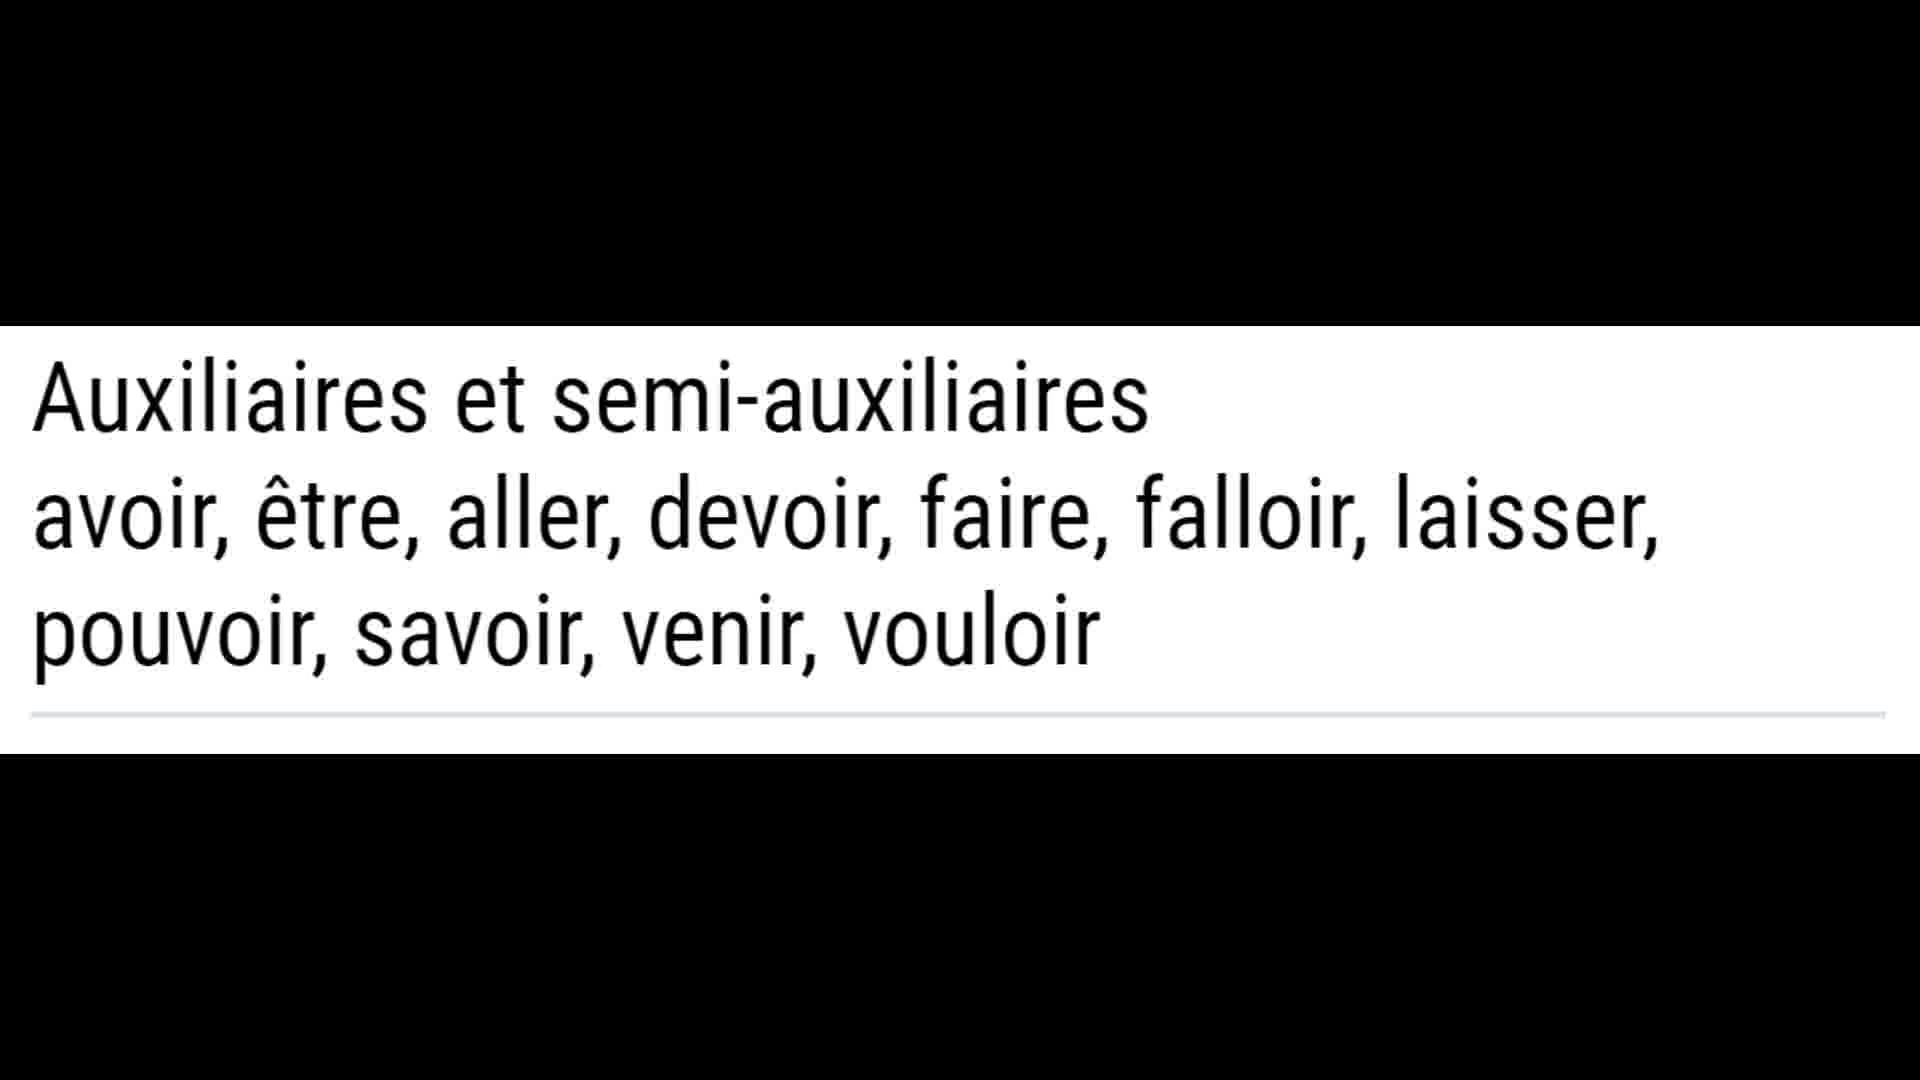 Auxiliaires et semi-auxiliaires
avoir, être, aller, devoir, faire, falloir, laisser,
pouvoir, savoir, venir, vouloir